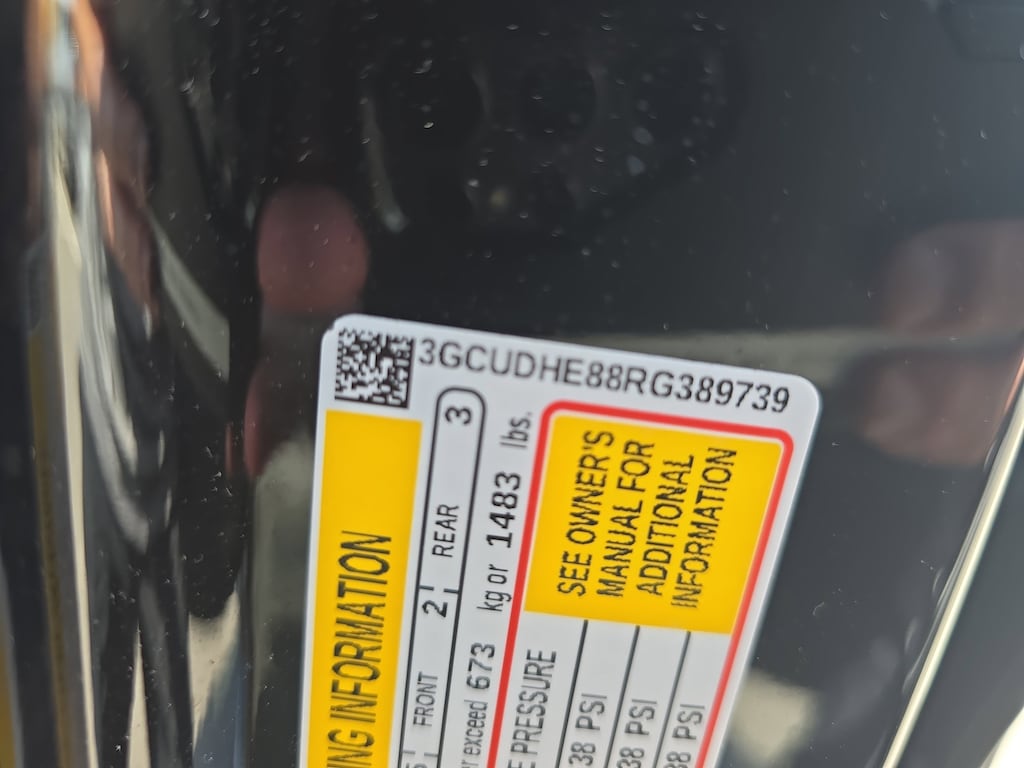 3GCUDHE88RG389739
ING INFORMATION
FRONT 2 REAR 3
r exceed 673 kg or 1483 lbs.
E PRESSURE
SEE OWNER'S
MANUAL FOR
ADDITIONAL
INFORMATION
38 PSI
38 PSI
38 PSI